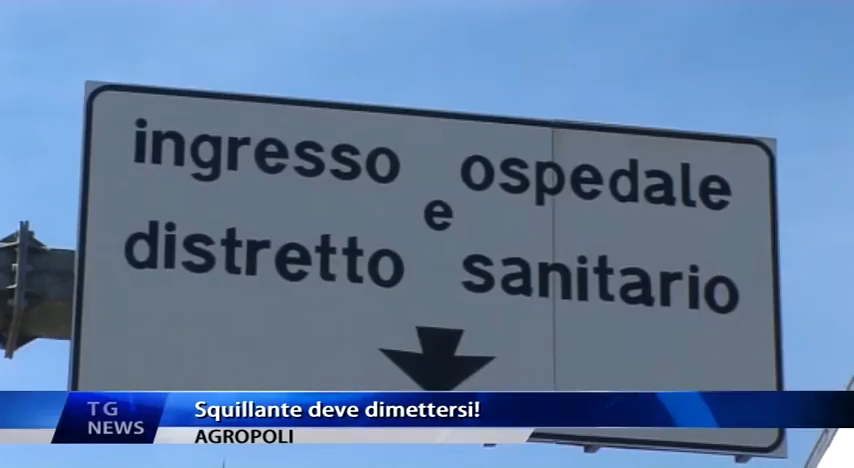 ingresso ospedale
e
distretto sanitario
TG
NEWS
Squillante deve dimettersi!
AGROPOLI